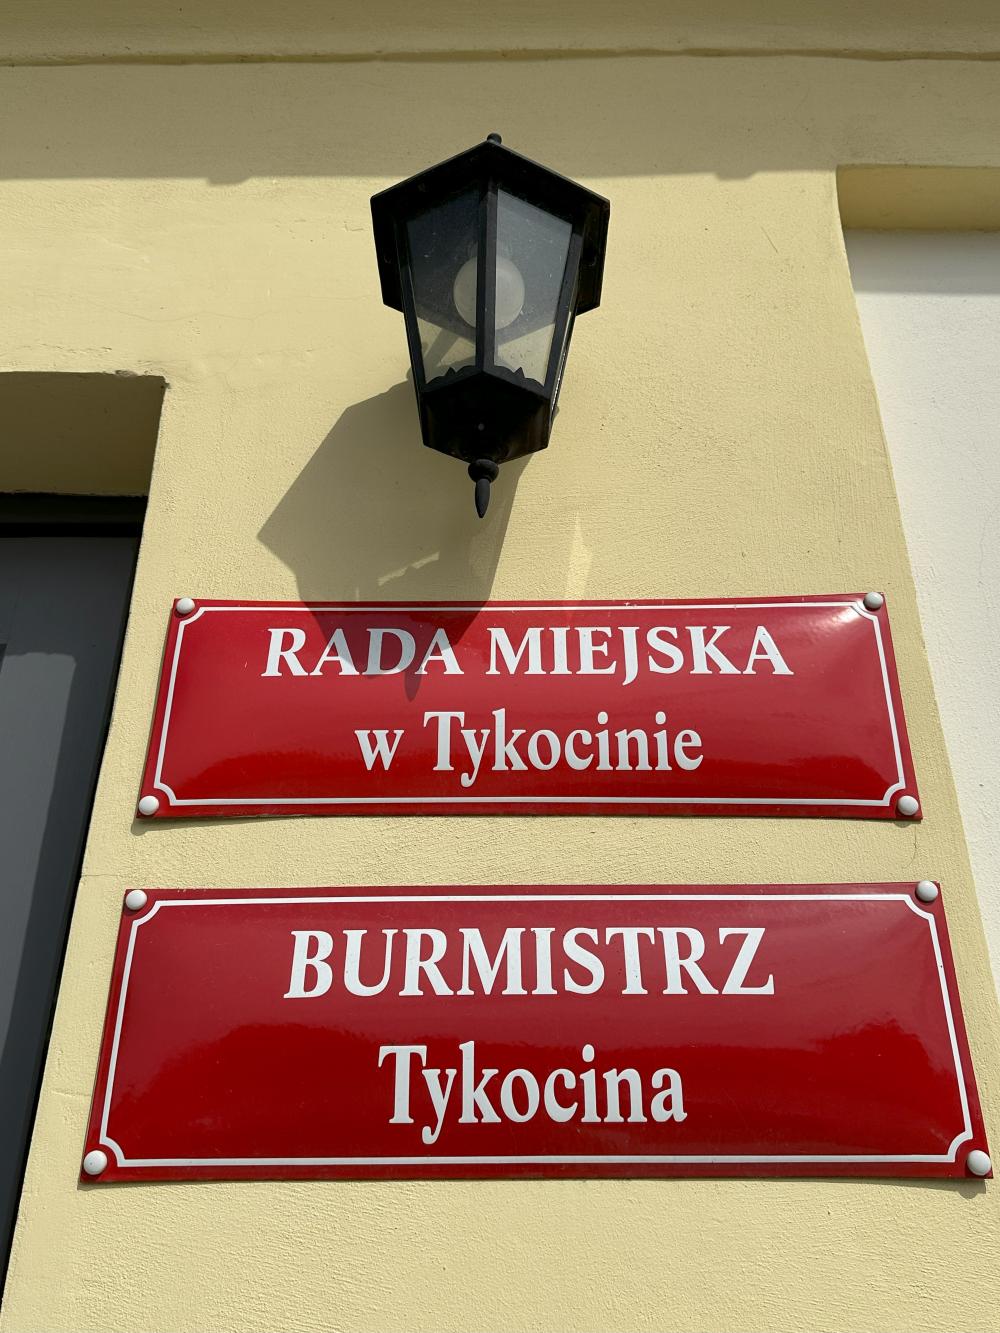 RADA MIEJSKA
w Tykocinie
BURMISTRZ
Tykocina